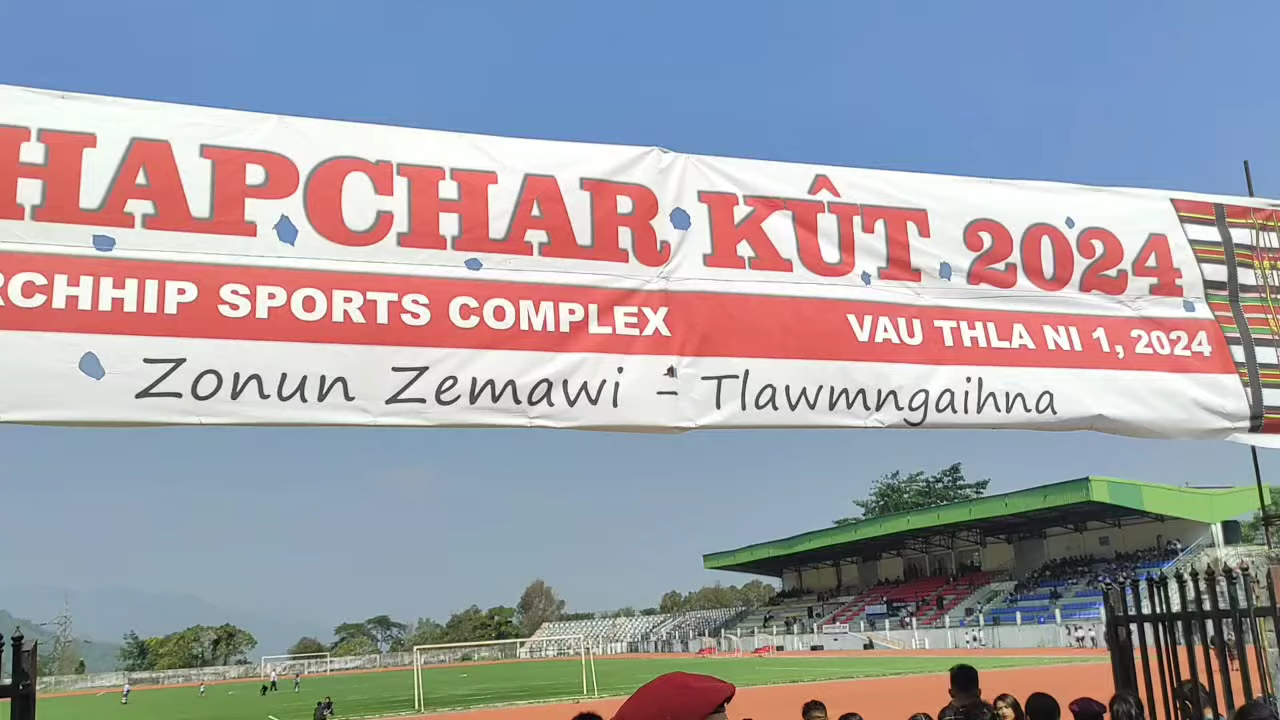 HAPCHAR KÛT 2024
RCHHIP SPORTS COMPLEX VAU THLA NI 1, 2024
Zonun Zemawi - Tlawmngaihna